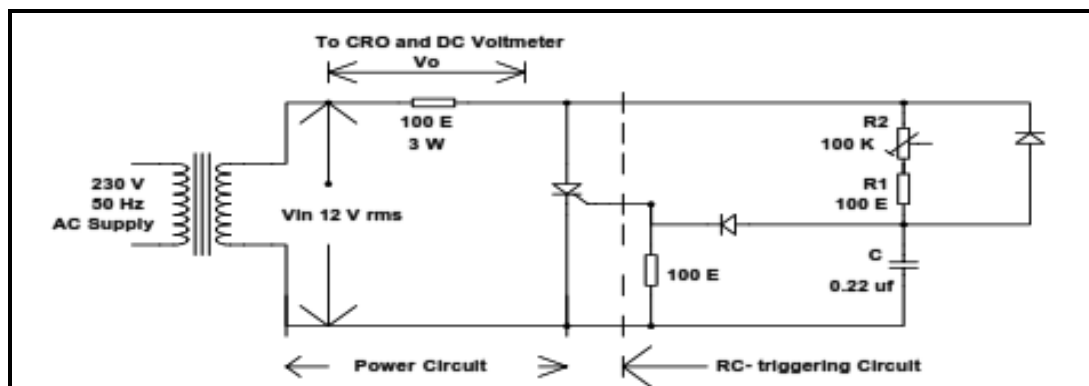 To CRO and DC Voltmeter
Vo
100 E
3 W
R2
100 K
R1
100 E
230 V
50 Hz
AC Supply
Vin 12 V rms
100 E
C
0.22 uf
Power Circuit
RC- triggering Circuit